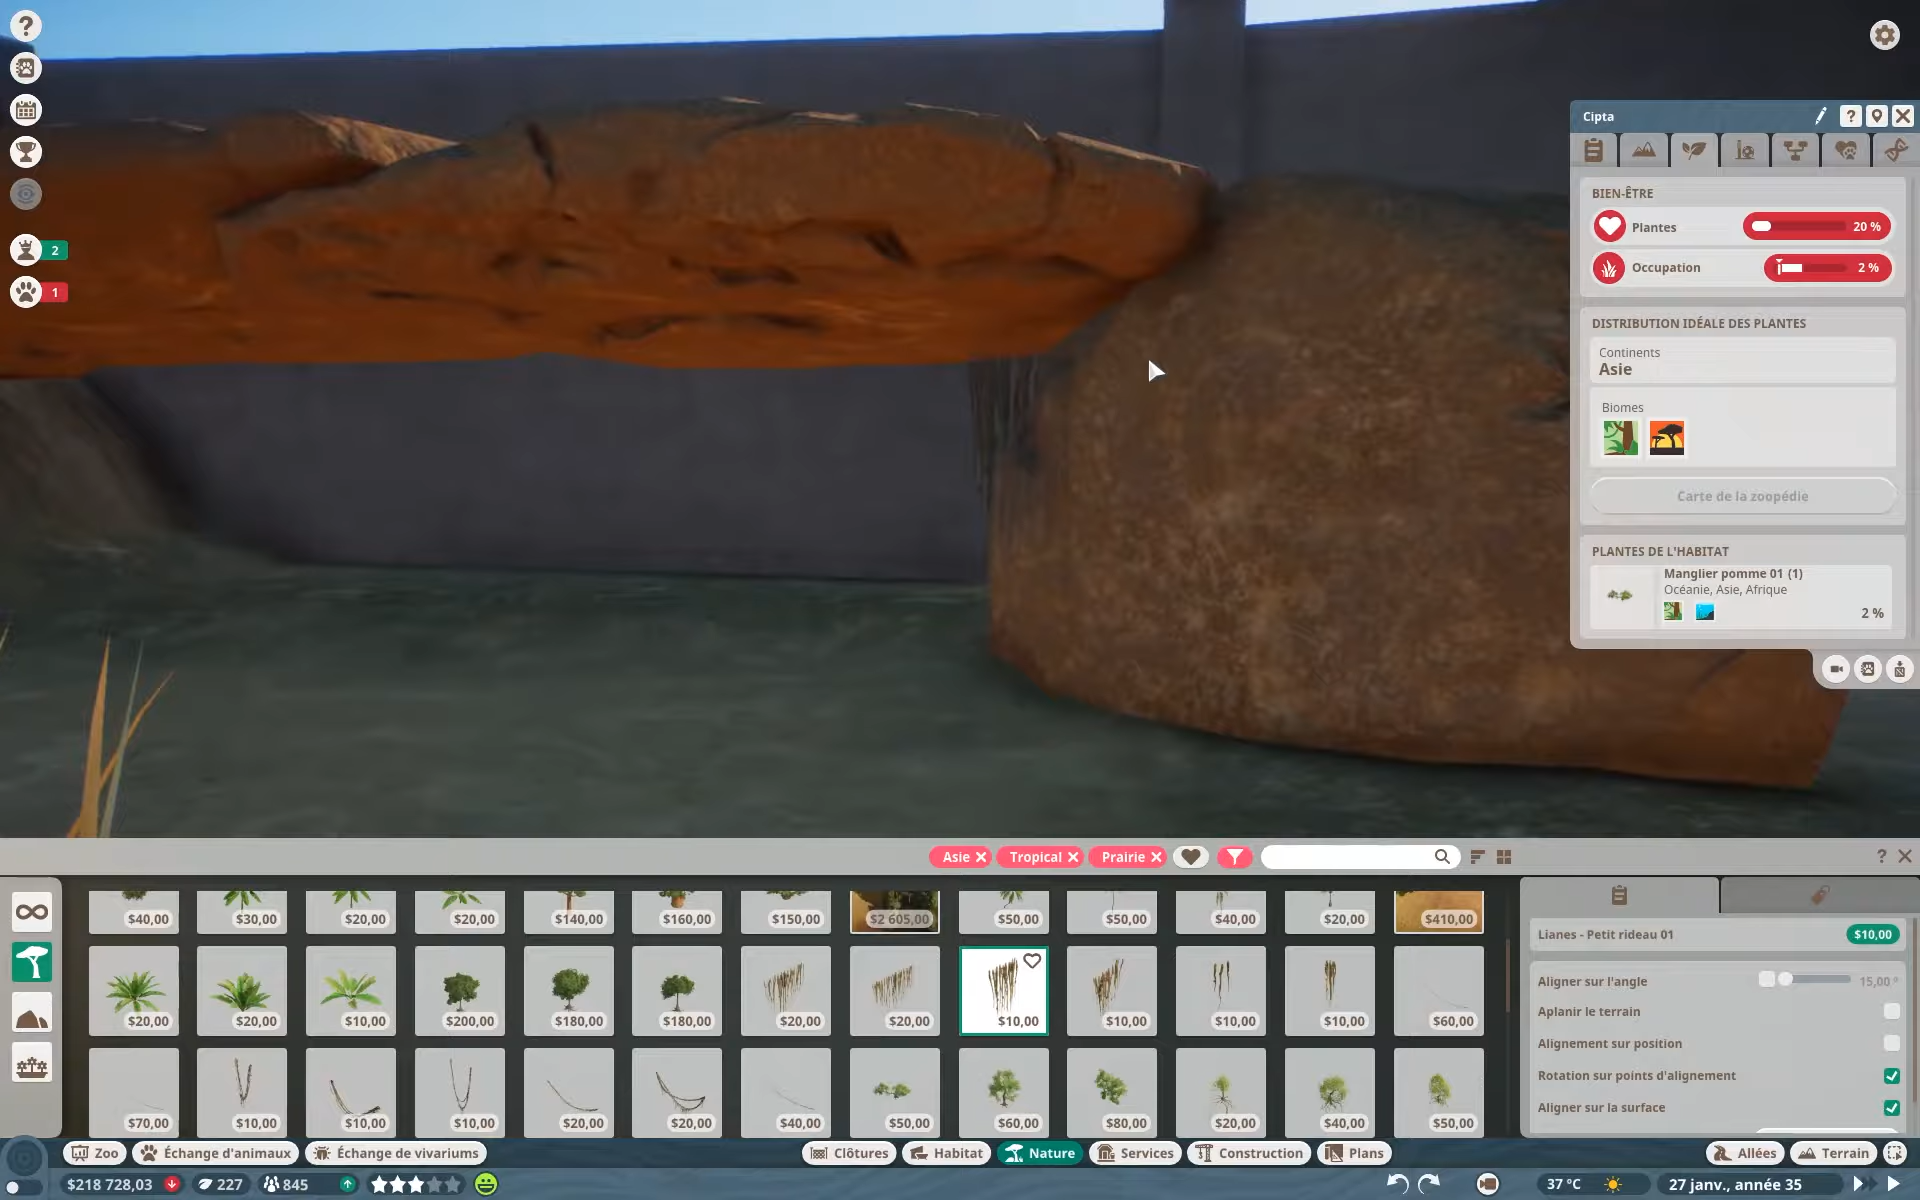 2
1
Cipta
?
BIEN-ÊTRE
Plantes
20 %
Occupation
2 %
DISTRIBUTION IDÉALE DES PLANTES
Continents
Asie
Biomes
Carte de la zoopédie
PLANTES DE L'HABITAT
Manglier pomme 01 (1)
Océanie, Asie, Afrique
2 %
Asie
Tropical
Prairie
?
$40,00
$30,00
$20,00
$20,00
$140,00
$160,00
$150,00
$2 605,00
$50,00
$50,00
$40,00
$20,00
$410,00
$20,00
$20,00
$10,00
$200,00
$180,00
$180,00
$20,00
$20,00
$10,00
$10,00
$10,00
$10,00
$60,00
$70,00
$10,00
$10,00
$10,00
$20,00
$20,00
$40,00
$50,00
$60,00
$80,00
$20,00
$40,00
$50,00
Lianes - Petit rideau 01
$10,00
Aligner sur l'angle
15,00 °
Aplanir le terrain
Alignement sur position
Rotation sur points d'alignement
Aligner sur la surface
Zoo
Échange d'animaux
Échange de vivariums
Clôtures
Habitat
Nature
Services
Construction
Plans
Allées
Terrain
$218 728,03
227
845
37 °C
27 janv., année 35